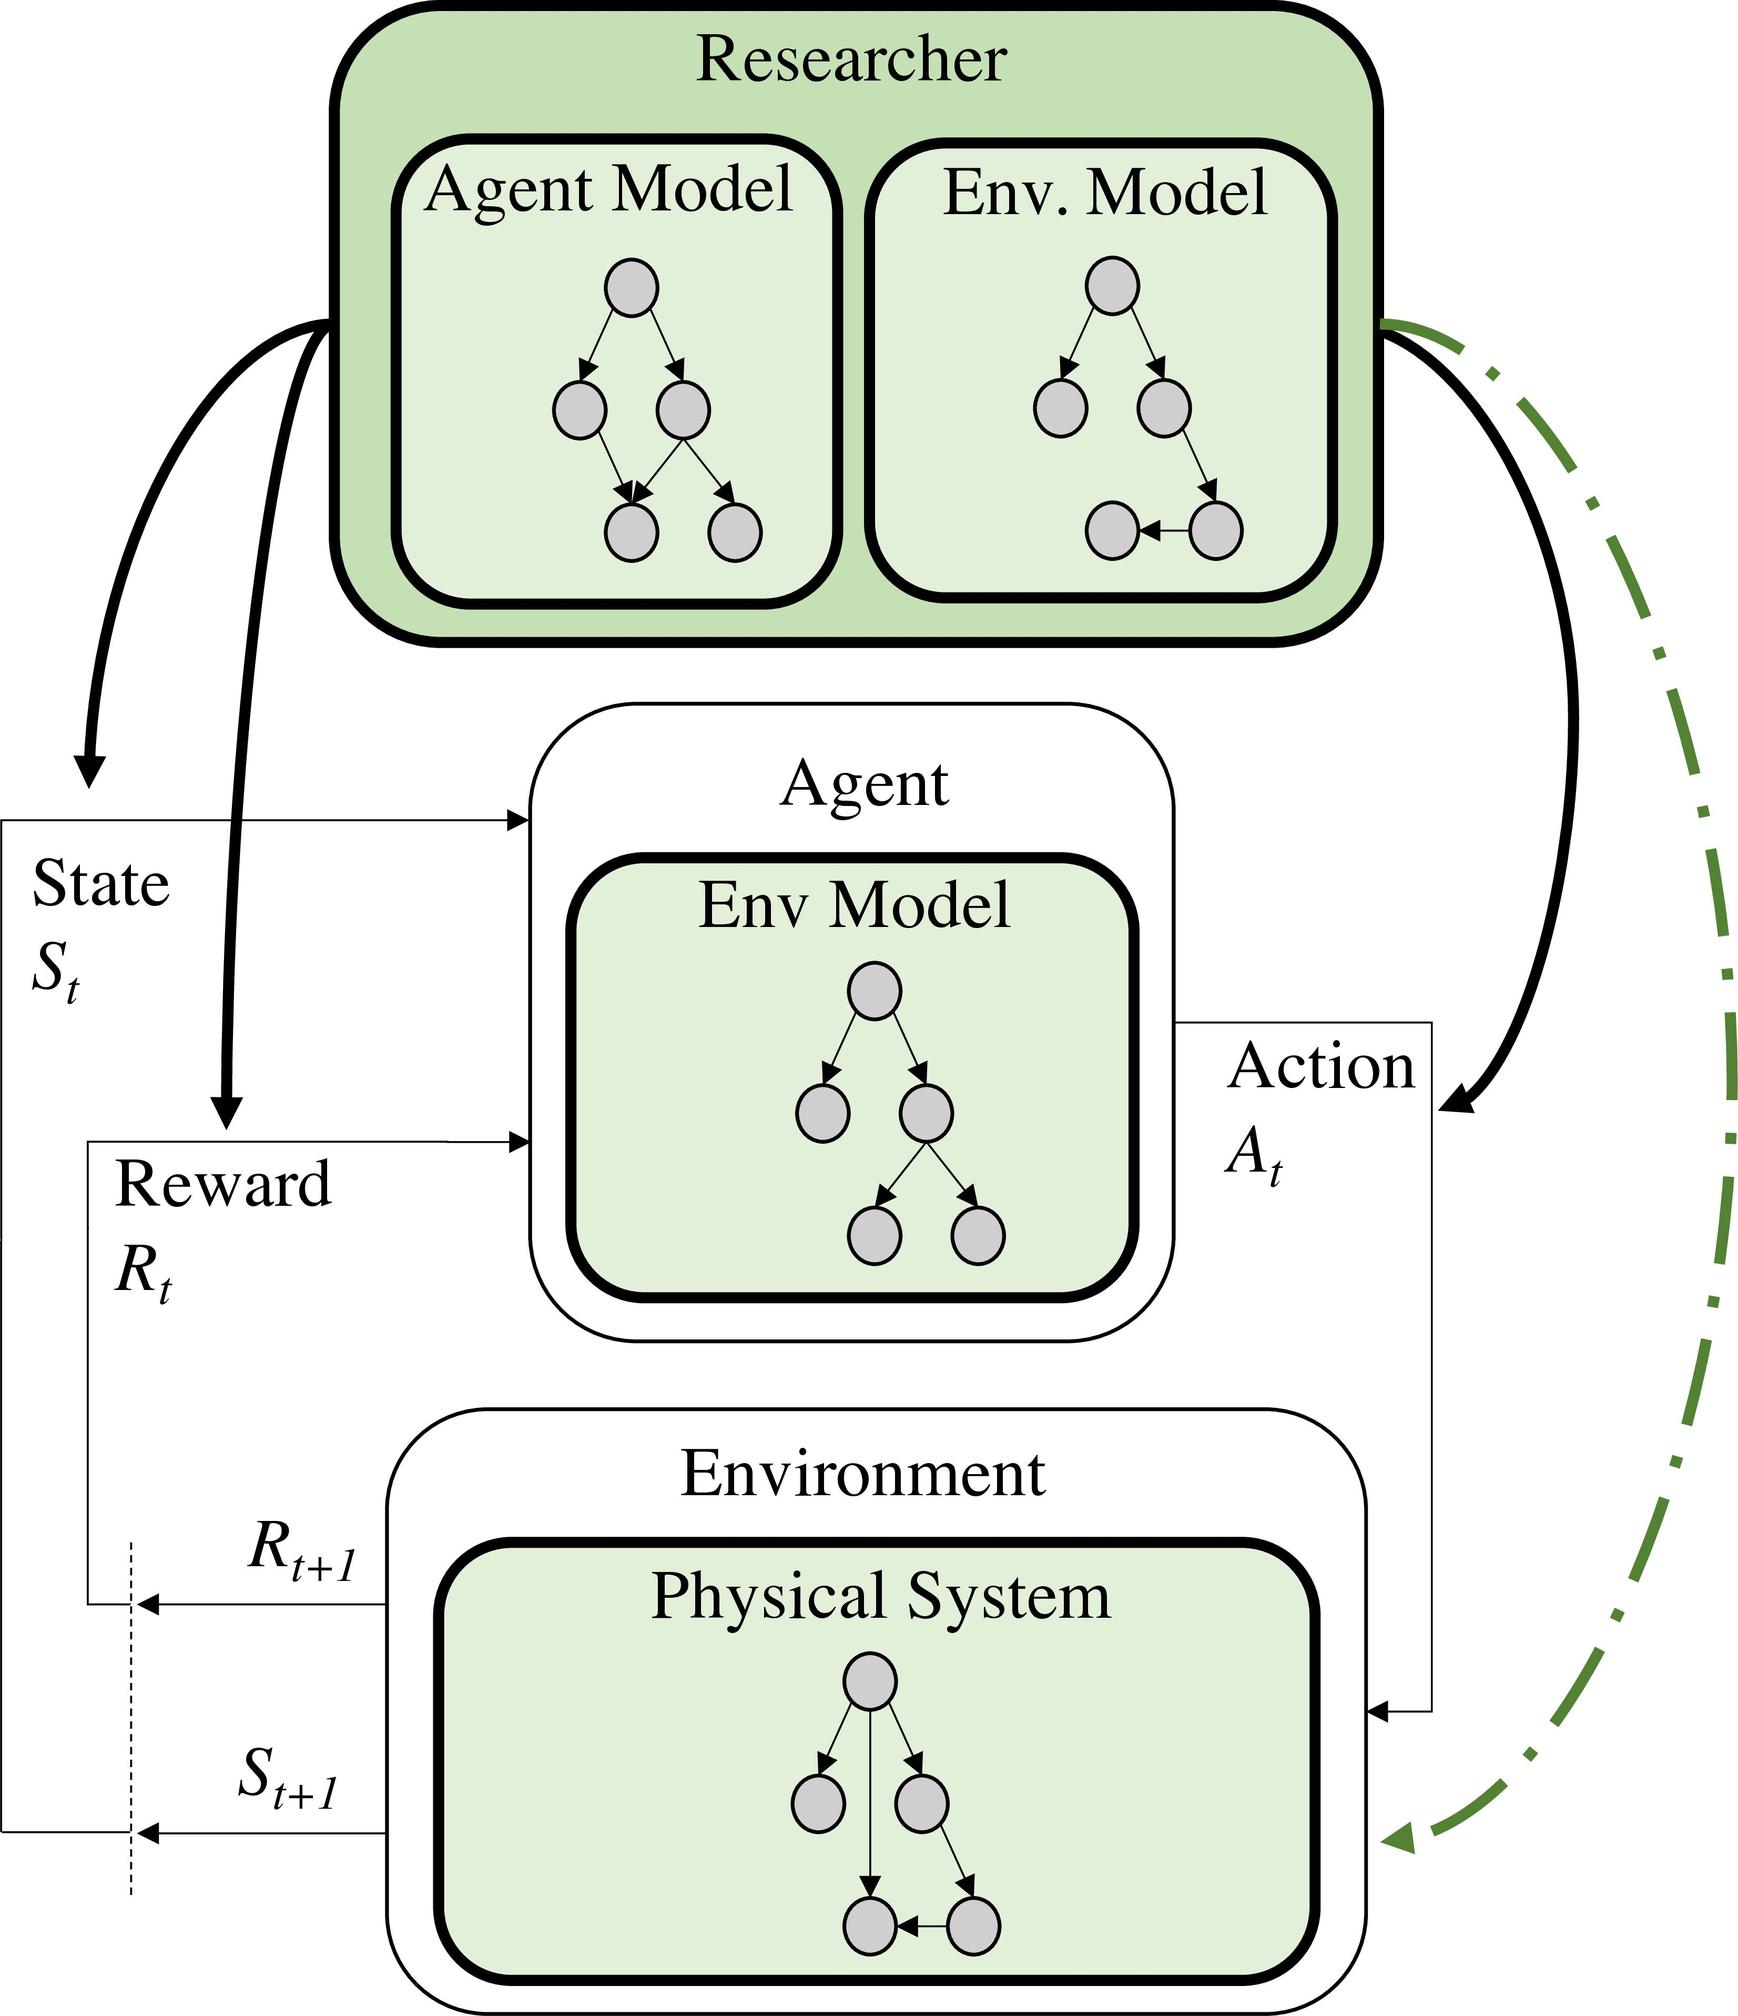 Researcher
Agent Model
Env. Model
Agent
State
S_t
Env Model
Action
A_t
Reward
R_t
Environment
R_{t+1}
Physical System
S_{t+1}